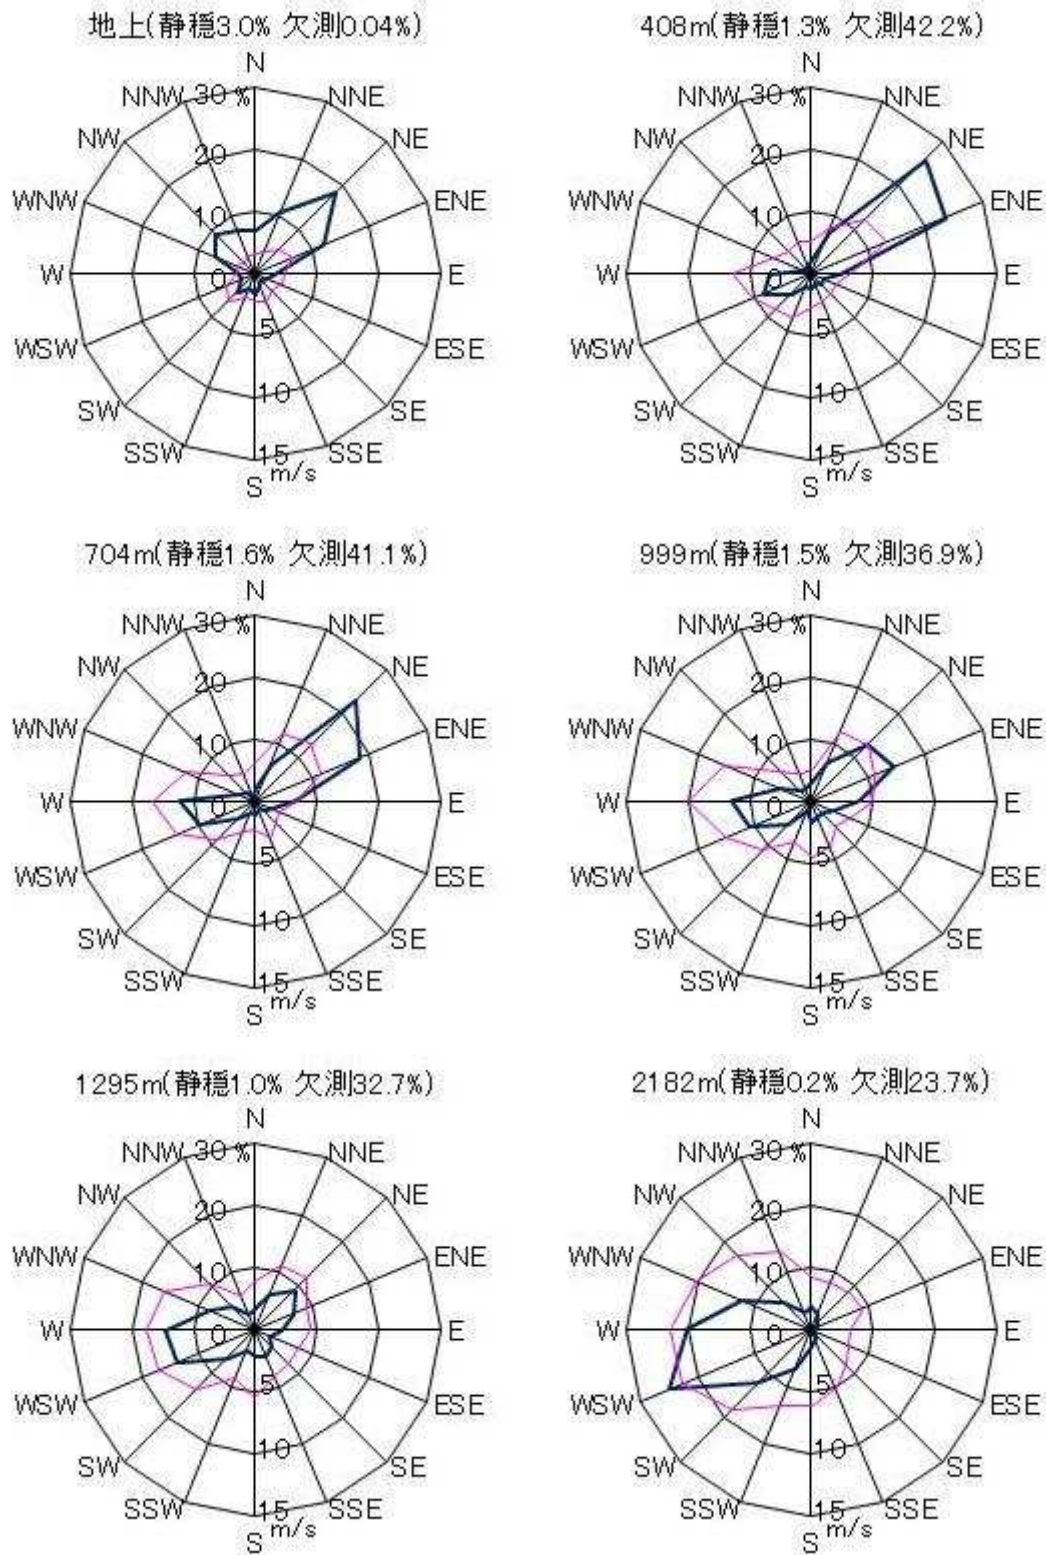 地上(静穏3.0% 欠測0.04%)
N
NNW 30 % NNE
NW 20 NE
WNW 10 ENE
W 0 E
WSW 5 ESE
SW 10 SE
SSW 15 SSE
S m/s
408m(静穏1.3% 欠測42.2%)
N
NNW 30 % NNE
NW 20 NE
WNW 10 ENE
W 0 E
WSW 5 ESE
SW 10 SE
SSW 15 SSE
S m/s
704m(静穏1.6% 欠測41.1%)
N
NNW 30 % NNE
NW 20 NE
WNW 10 ENE
W 0 E
WSW 5 ESE
SW 10 SE
SSW 15 SSE
S m/s
999m(静穏1.5% 欠測36.9%)
N
NNW 30 % NNE
NW 20 NE
WNW 10 ENE
W 0 E
WSW 5 ESE
SW 10 SE
SSW 15 SSE
S m/s
1295m(静穏1.0% 欠測32.7%)
N
NNW 30 % NNE
NW 20 NE
WNW 10 ENE
W 0 E
WSW 5 ESE
SW 10 SE
SSW 15 SSE
S m/s
2182m(静穏0.2% 欠測23.7%)
N
NNW 30 % NNE
NW 20 NE
WNW 10 ENE
W 0 E
WSW 5 ESE
SW 10 SE
SSW 15 SSE
S m/s